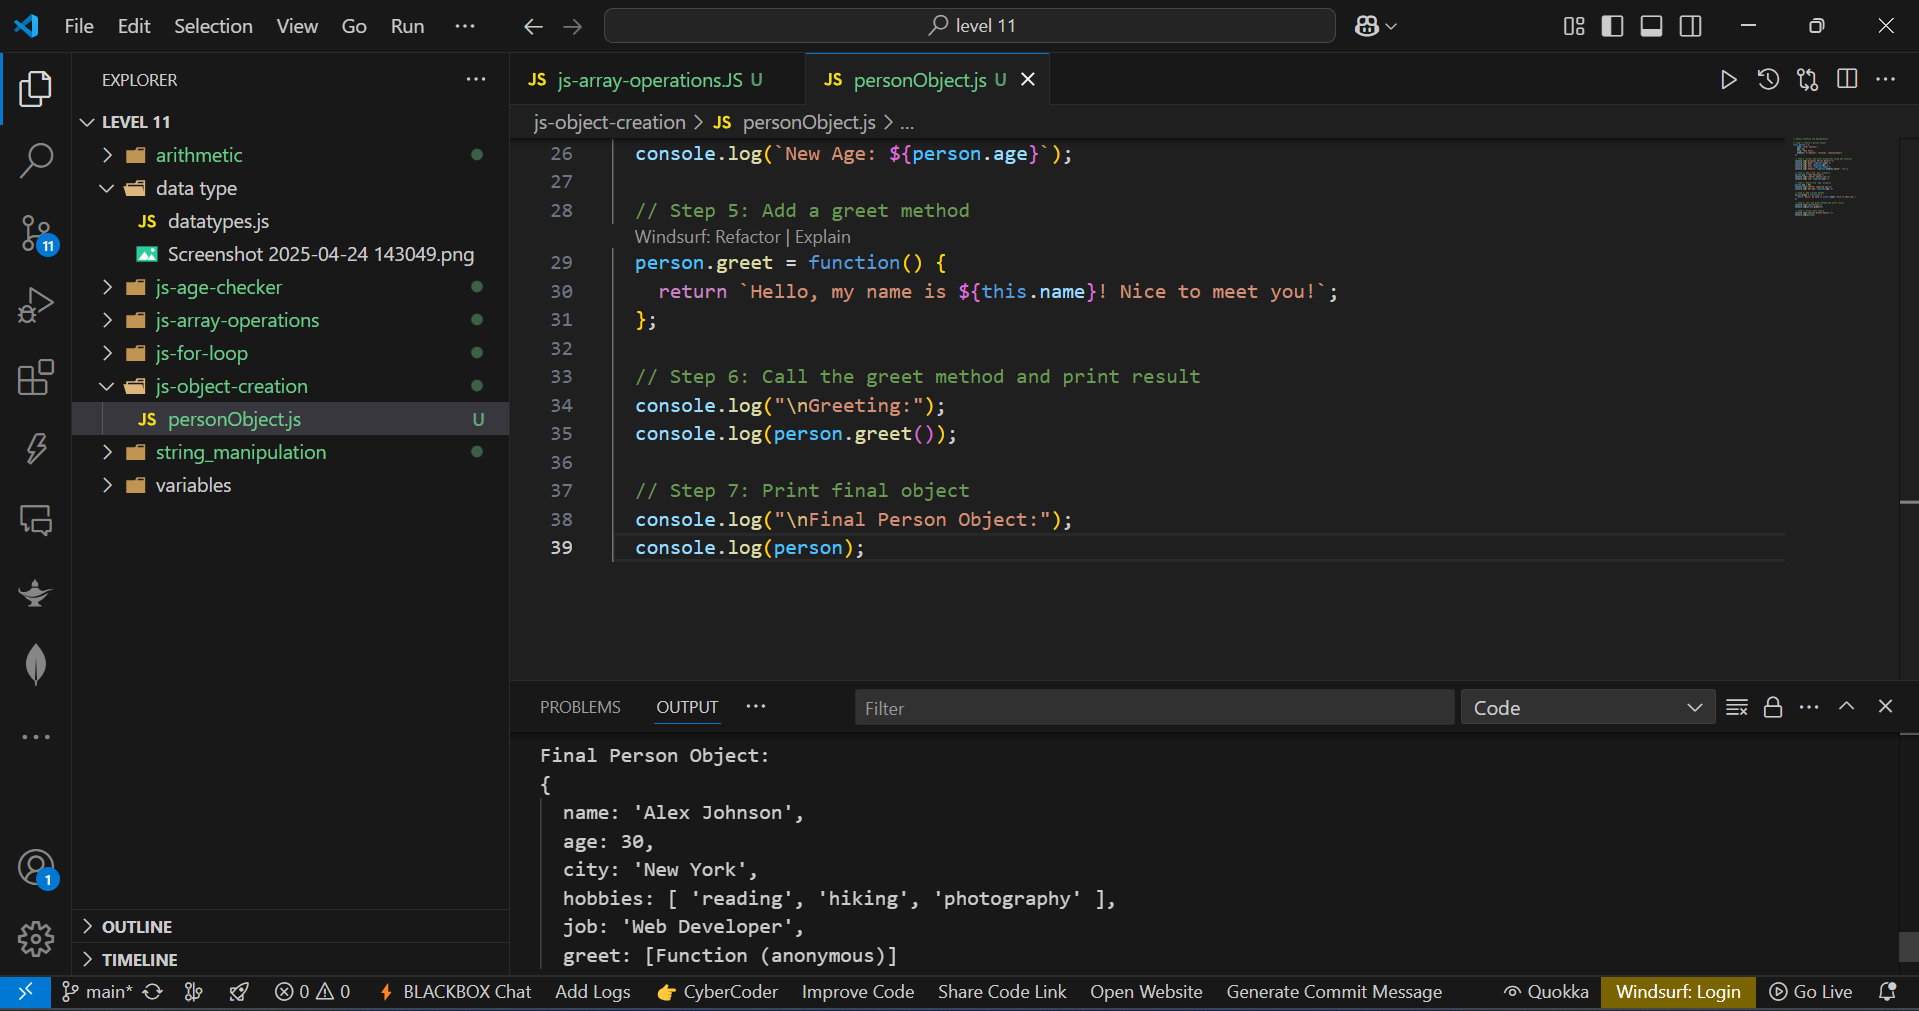 File Edit Selection View Go Run ...
level 11
EXPLORER ...
LEVEL 11
arithmetic
data type
JS datatypes.js
Screenshot 2025-04-24 143049.png
js-age-checker
js-array-operations
js-for-loop
js-object-creation
JS personObject.js U
string_manipulation
variables
11
1
OUTLINE
TIMELINE
JS js-array-operations.JS U
JS personObject.js U
js-object-creation > JS personObject.js > ...
26 console.log(`New Age: ${person.age}`);
27
28 // Step 5: Add a greet method
Windsurf: Refactor | Explain
29 person.greet = function() {
30 return `Hello, my name is ${this.name}! Nice to meet you!`;
31 };
32
33 // Step 6: Call the greet method and print result
34 console.log("\nGreeting:");
35 console.log(person.greet());
36
37 // Step 7: Print final object
38 console.log("\nFinal Person Object:");
39 console.log(person);
PROBLEMS OUTPUT ... Filter Code
Final Person Object:
{
name: 'Alex Johnson',
age: 30,
city: 'New York',
hobbies: [ 'reading', 'hiking', 'photography' ],
job: 'Web Developer',
greet: [Function (anonymous)]
main* 0 0 BLACKBOX Chat Add Logs CyberCoder Improve Code Share Code Link Open Website Generate Commit Message Quokka Windsurf: Login Go Live